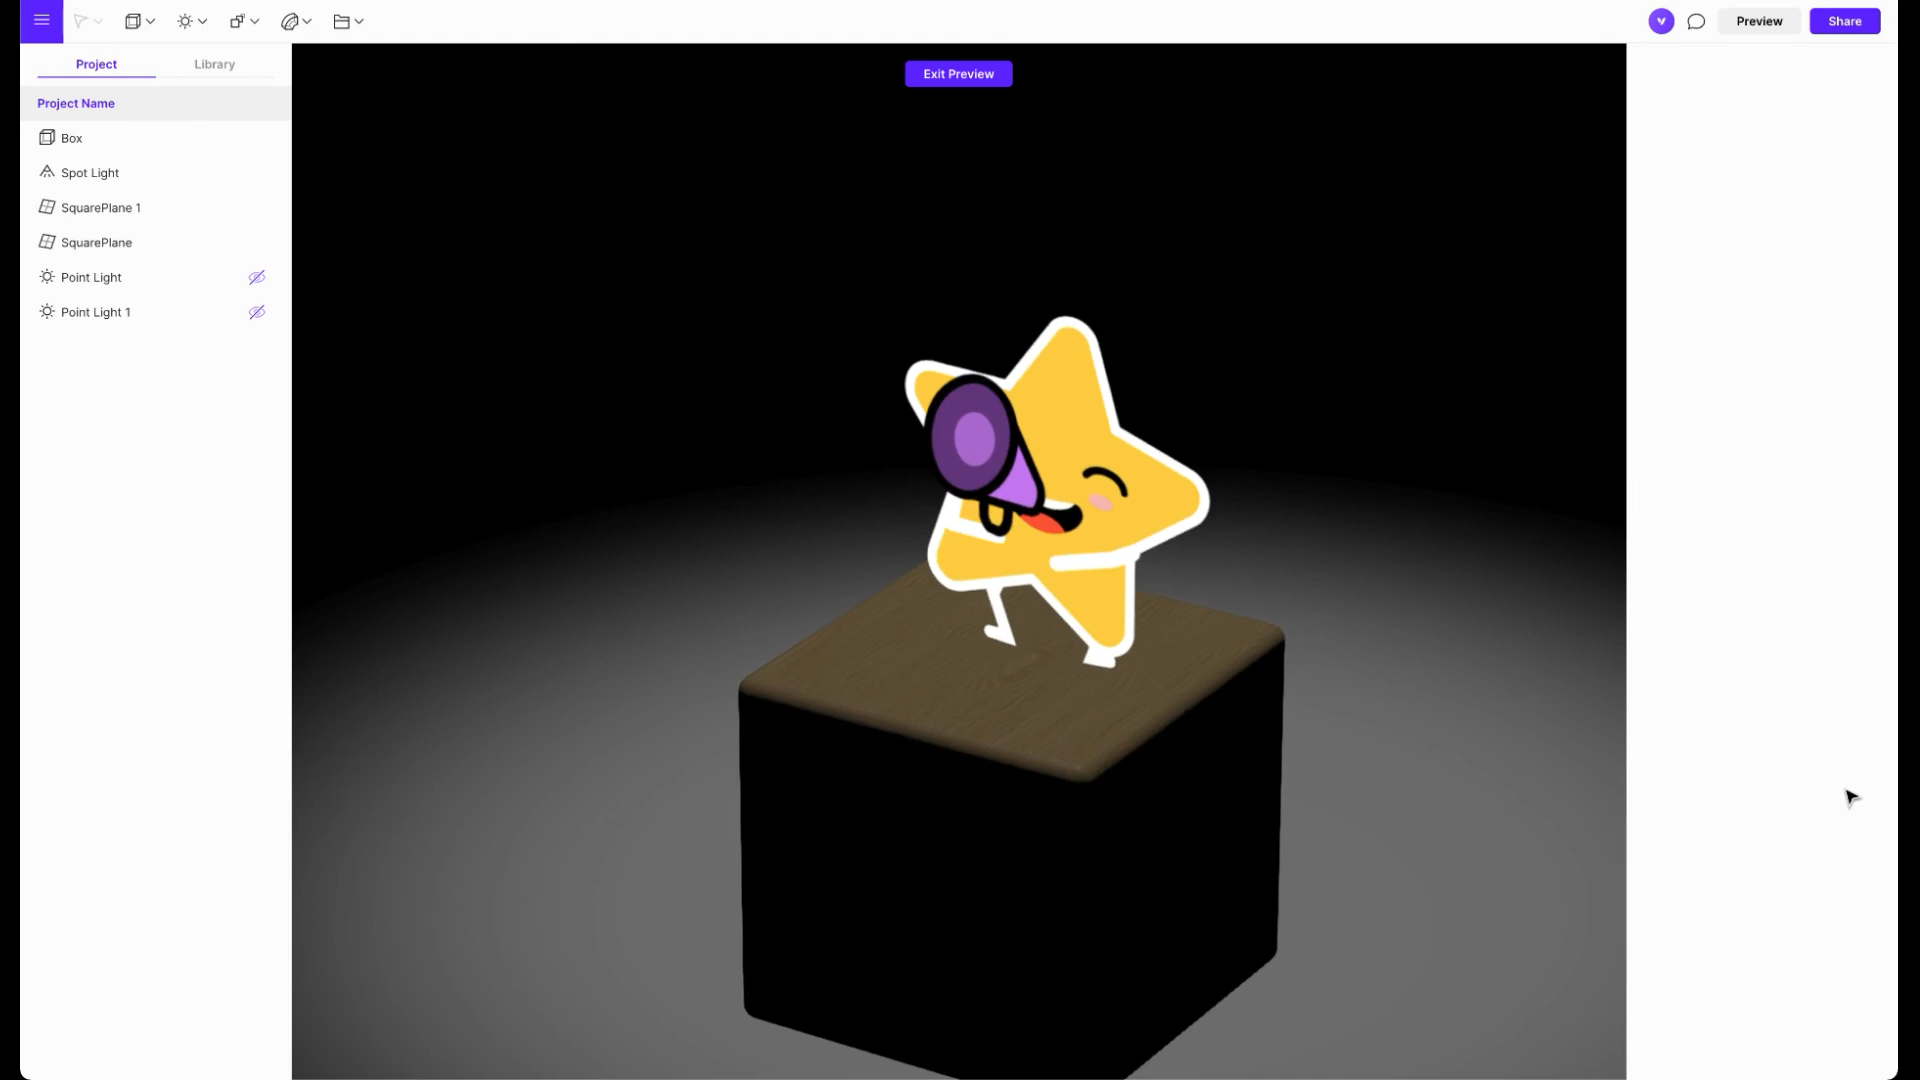 Preview
Share
Project
Library
Exit Preview
Project Name
Box
Spot Light
SquarePlane 1
SquarePlane
Point Light
Point Light 1